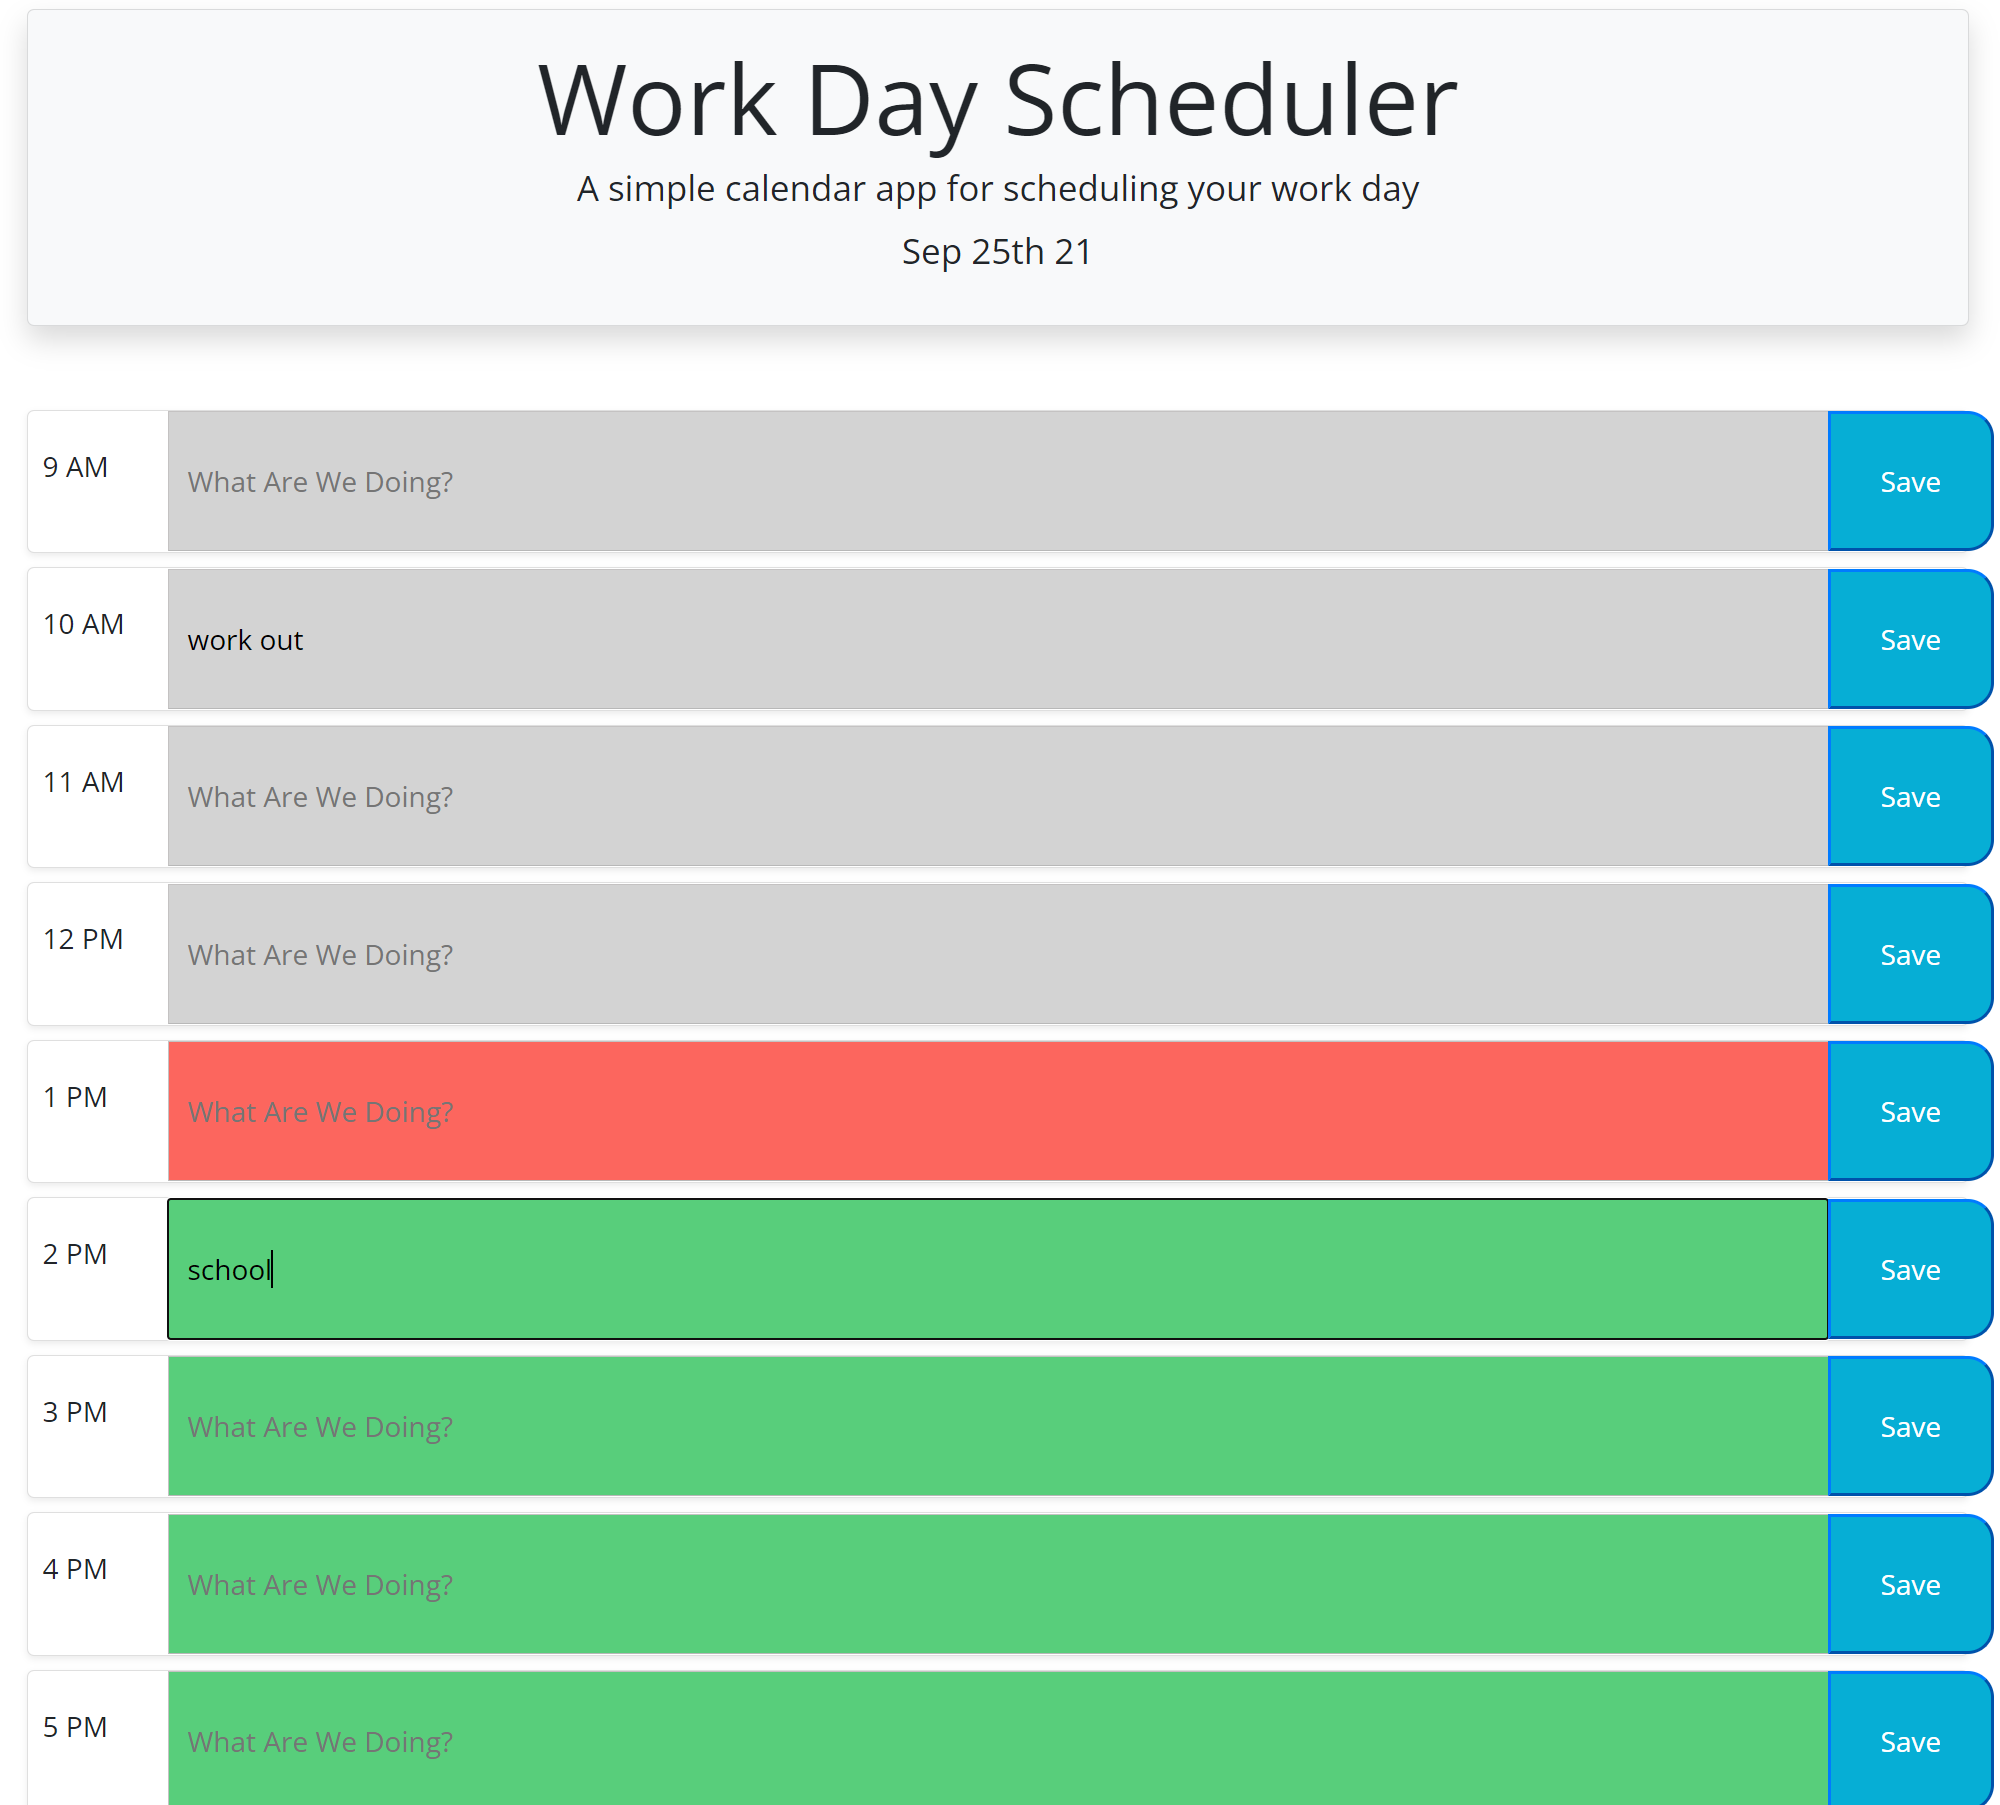 Work Day Scheduler
A simple calendar app for scheduling your work day
Sep 25th 21
9 AM What Are We Doing? Save
10 AM work out Save
11 AM What Are We Doing? Save
12 PM What Are We Doing? Save
1 PM What Are We Doing? Save
2 PM school Save
3 PM What Are We Doing? Save
4 PM What Are We Doing? Save
5 PM What Are We Doing? Save